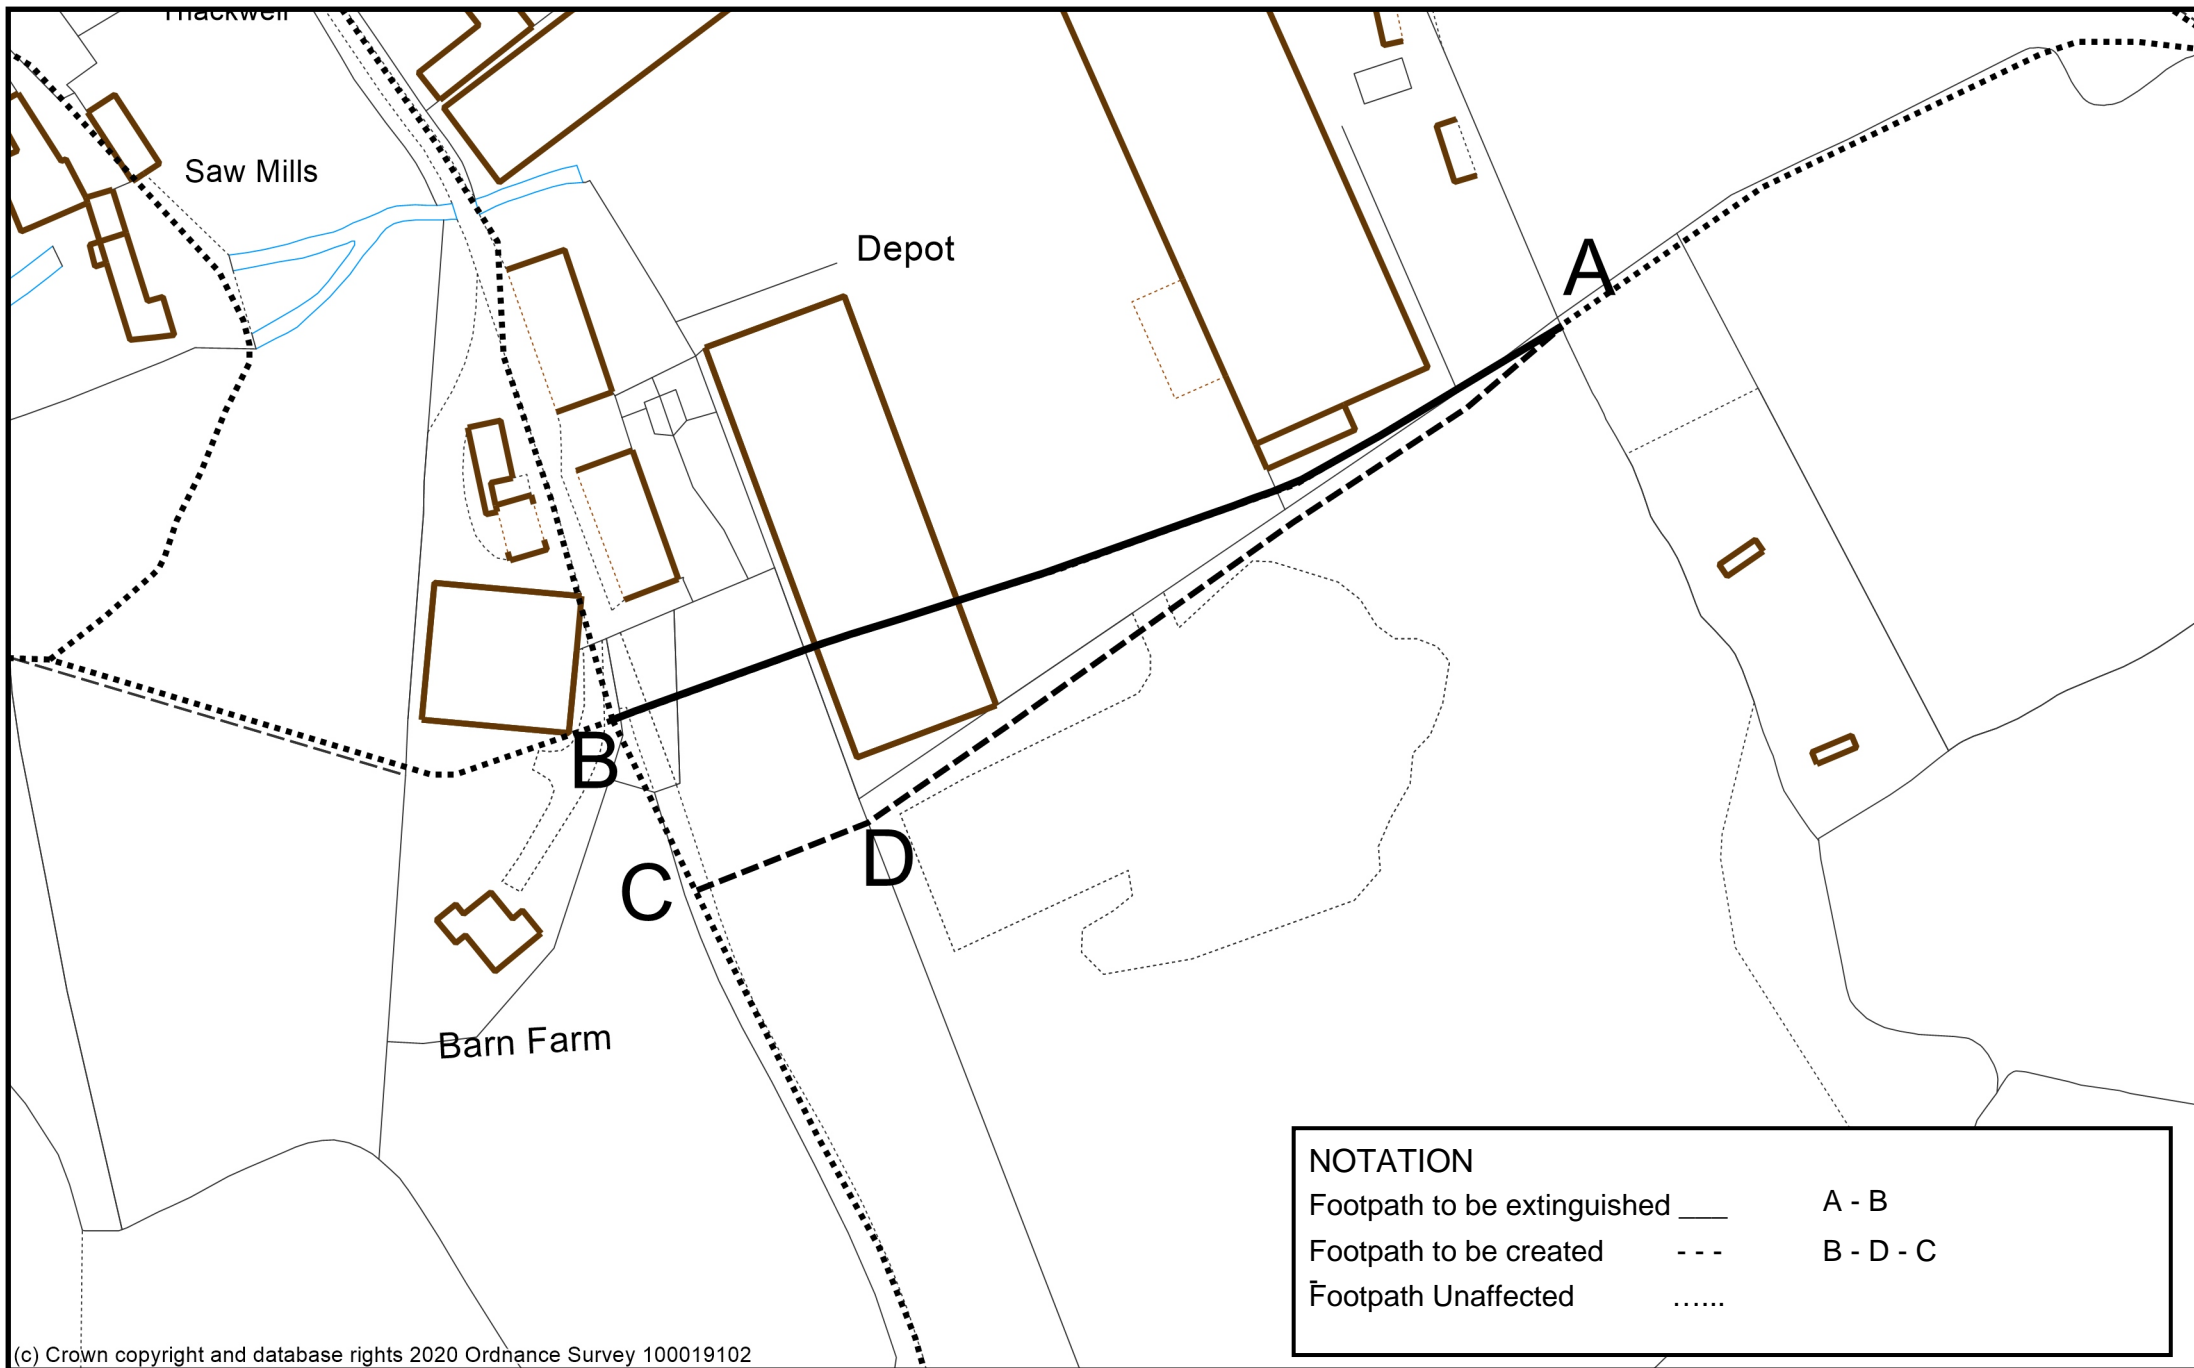 Saw Mills
Depot
A
B
D
C
Barn Farm
NOTATION
Footpath to be extinguished ___ A - B
Footpath to be created - - - B - D - C
-
Footpath Unaffected …...
(c) Crown copyright and database rights 2020 Ordnance Survey 100019102